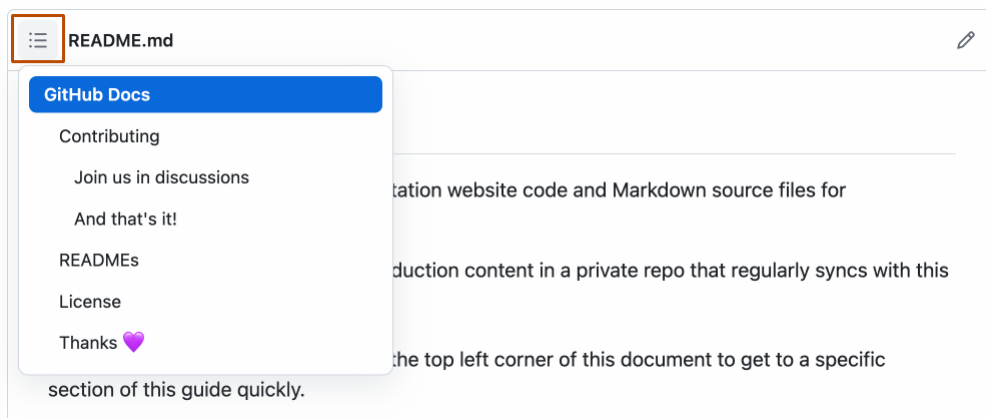 README.md
GitHub Docs
Contributing
Join us in discussions
And that's it!
READMEs
License
Thanks 💜
website code and Markdown source files for
content in a private repo that regularly syncs with this
the top left corner of this document to get to a specific
section of this guide quickly.